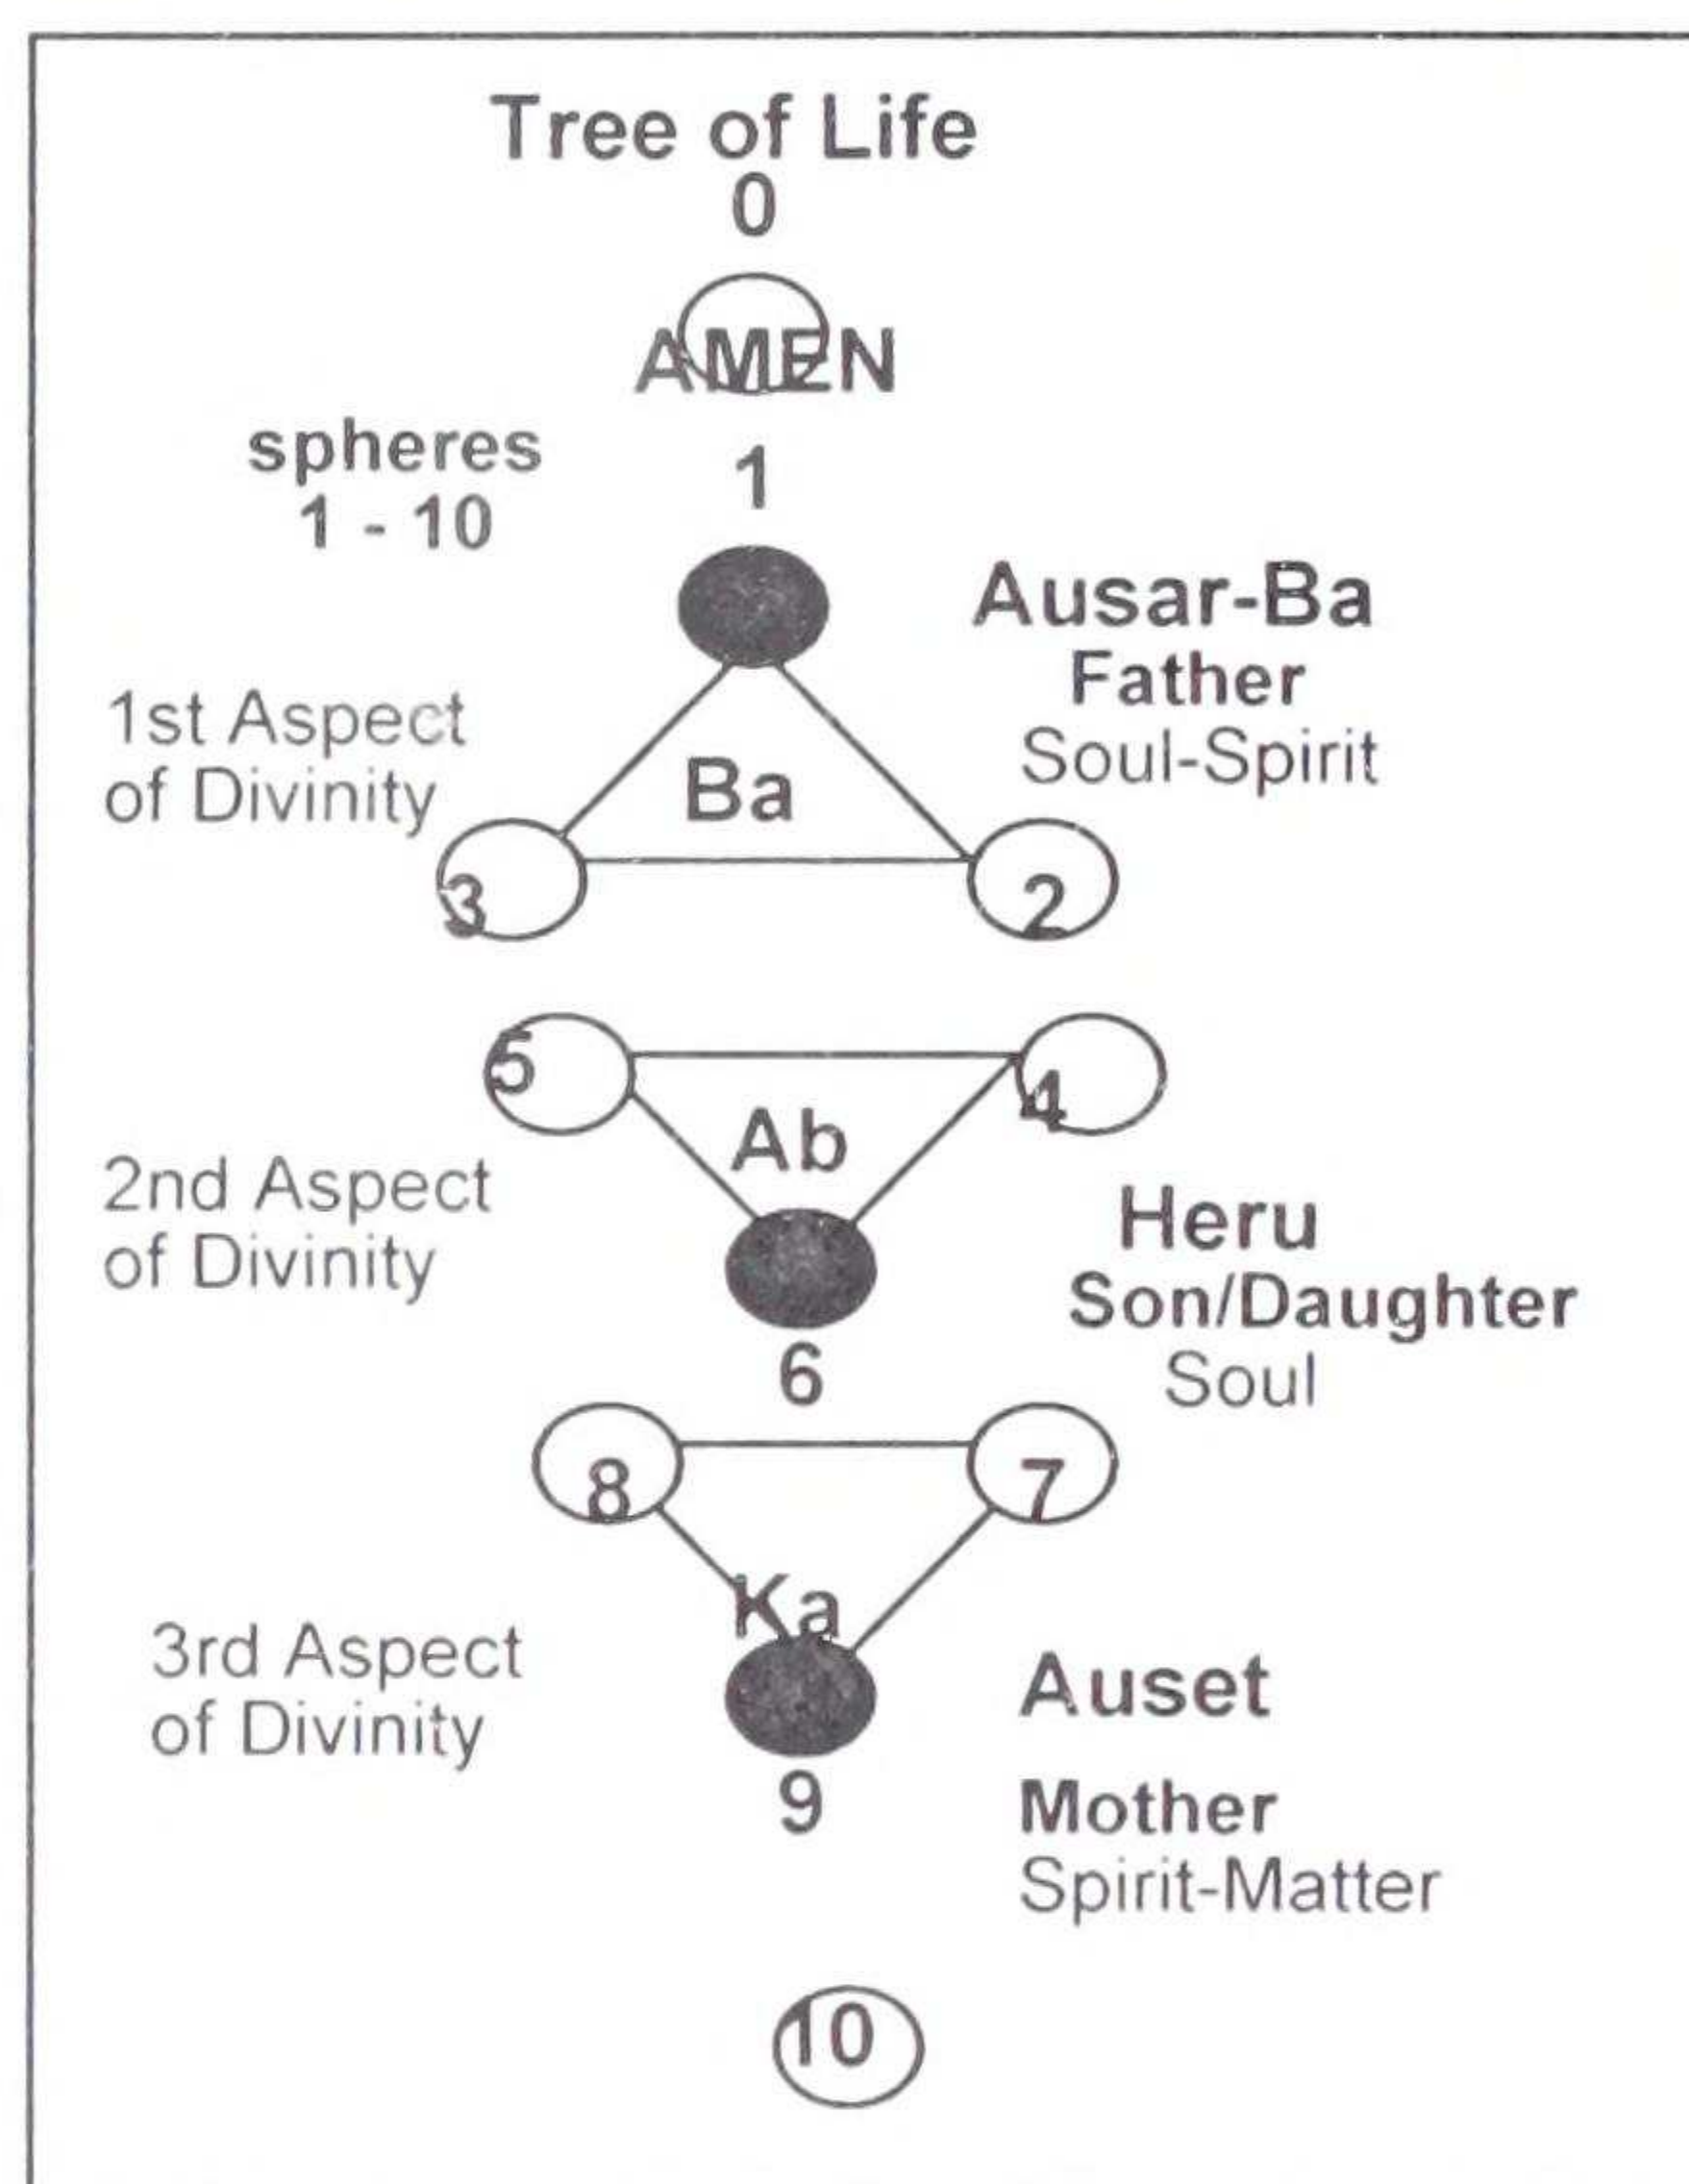 Tree of Life
0
AMEN
spheres
1 - 10
1
Ausar-Ba
Father
Soul-Spirit
1st Aspect
of Divinity
Ba
3
2
5
4
Ab
2nd Aspect
of Divinity
Heru
Son/Daughter
Soul
6
8
7
Ka
3rd Aspect
of Divinity
Auset
Mother
Spirit-Matter
9
10